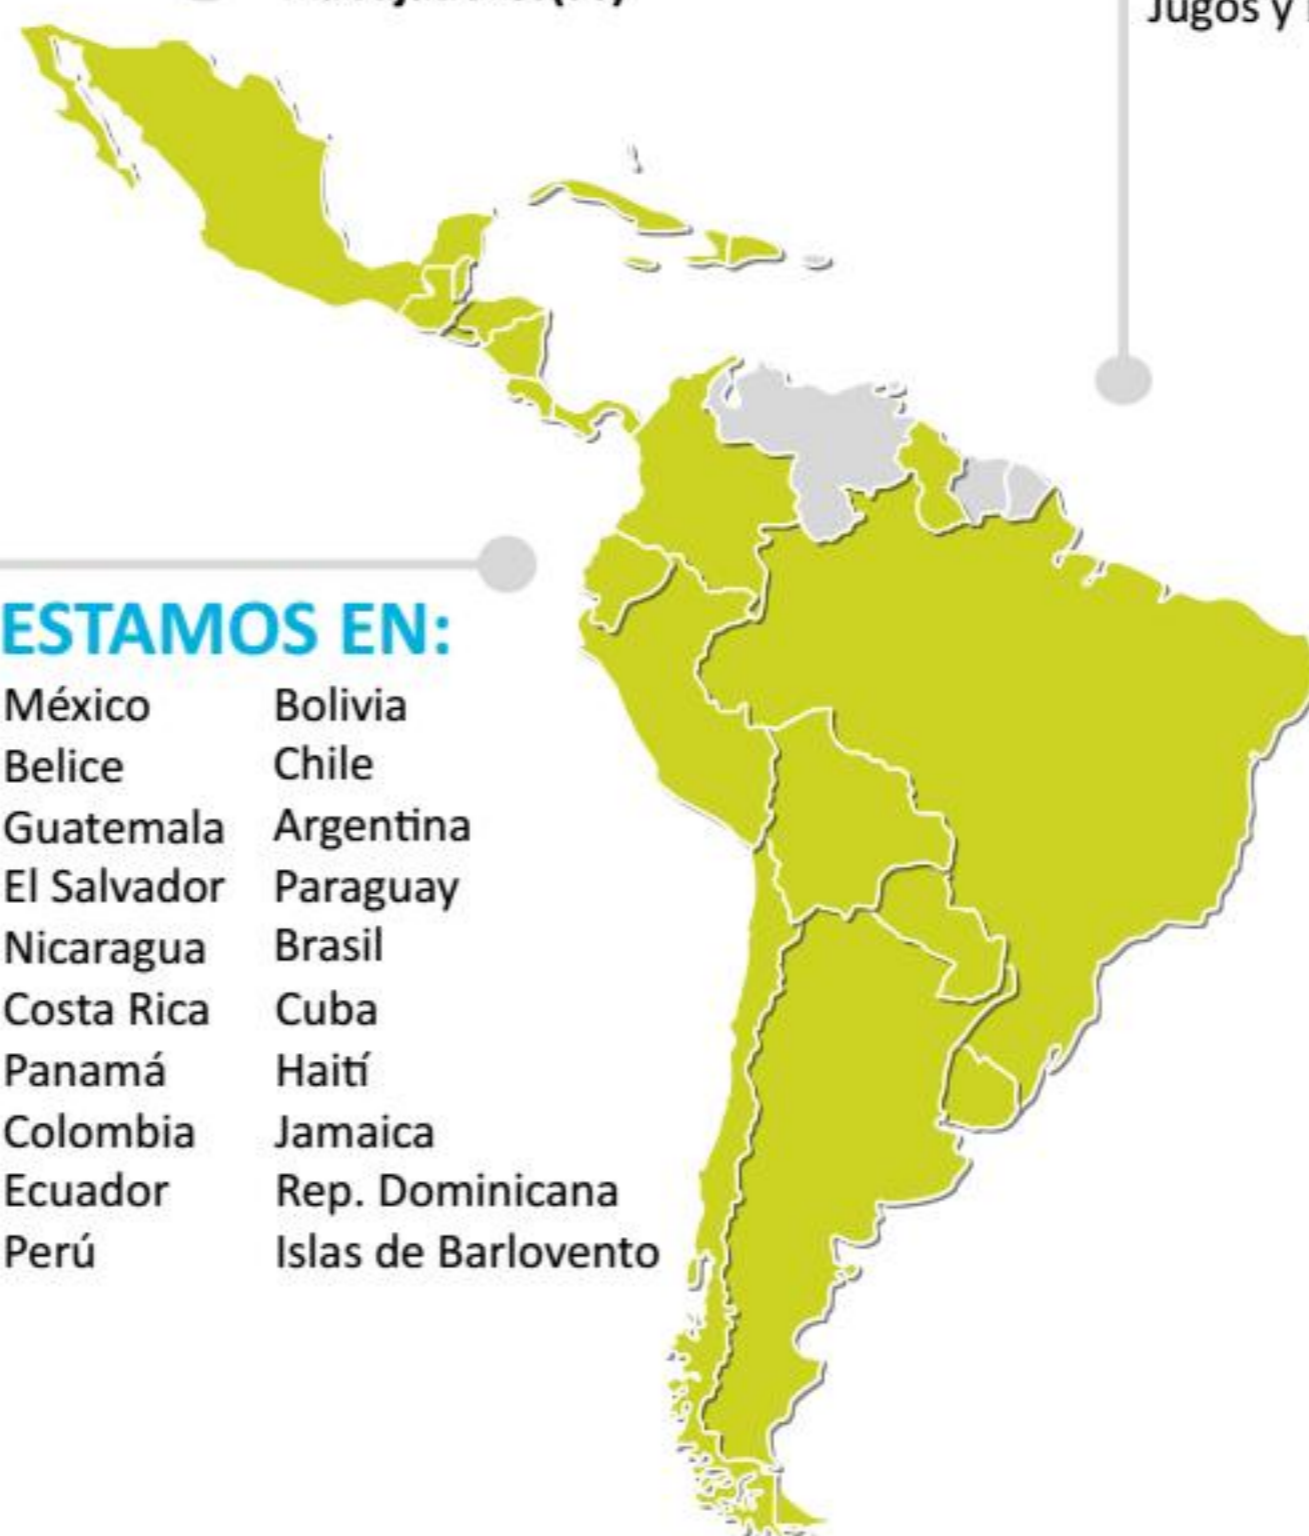 Jugos y
ESTAMOS EN:
México
Belice
Guatemala
El Salvador
Nicaragua
Costa Rica
Panamá
Colombia
Ecuador
Perú
Bolivia
Chile
Argentina
Paraguay
Brasil
Cuba
Haití
Jamaica
Rep. Dominicana
Islas de Barlovento